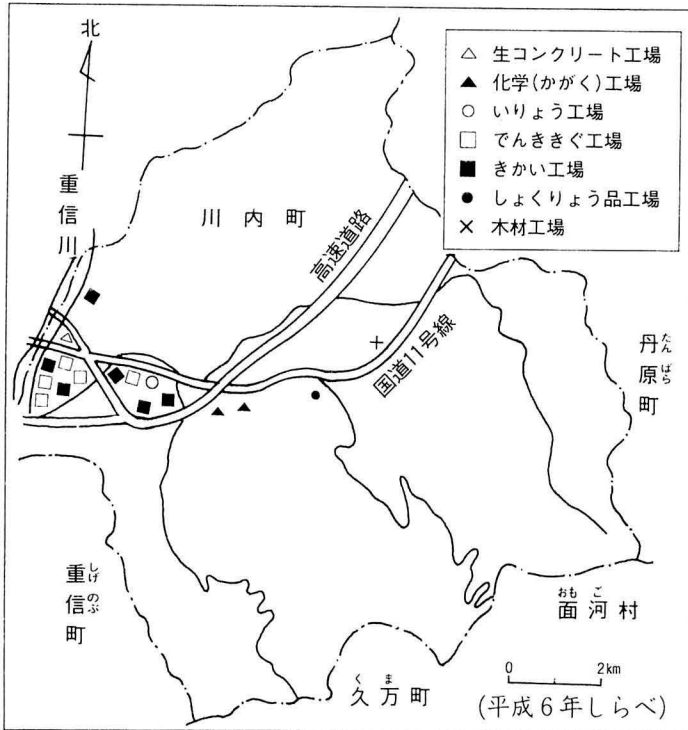 北
△ 生コンクリート工場
▲ 化学(かがく)工場
○ いりょう工場
□ でんききぐ工場
■ きかい工場
● しょくりょう品工場
× 木材工場
重信川
川内町
高速道路
国道11号線
丹原町
たんばら
重信町
しげのぶ
面河村
おもご
久万町
くま
0 2km
(平成6年しらべ)